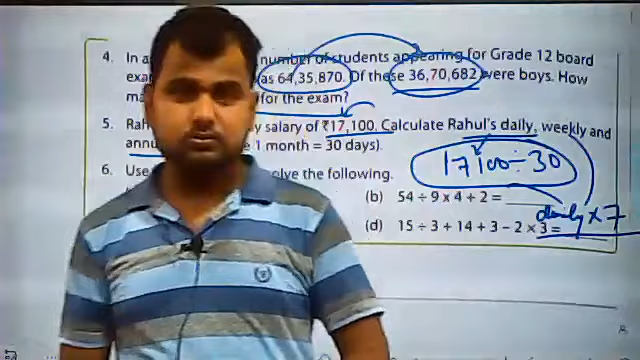 4. In a number of students appearing for Grade 12 board
exa as 64,35,870. Of these 36,70,682 were boys. How
ma for the exam?
5. Rah y salary of ₹17,100. Calculate Rahul's daily, weekly and
annu 1 month = 30 days).
17100 ÷ 30
6. Use olve the following.
(b) 54 ÷ 9 × 4 + 2 =
daily × 7
(d) 15 ÷ 3 + 14 + 3 − 2 × 3 =